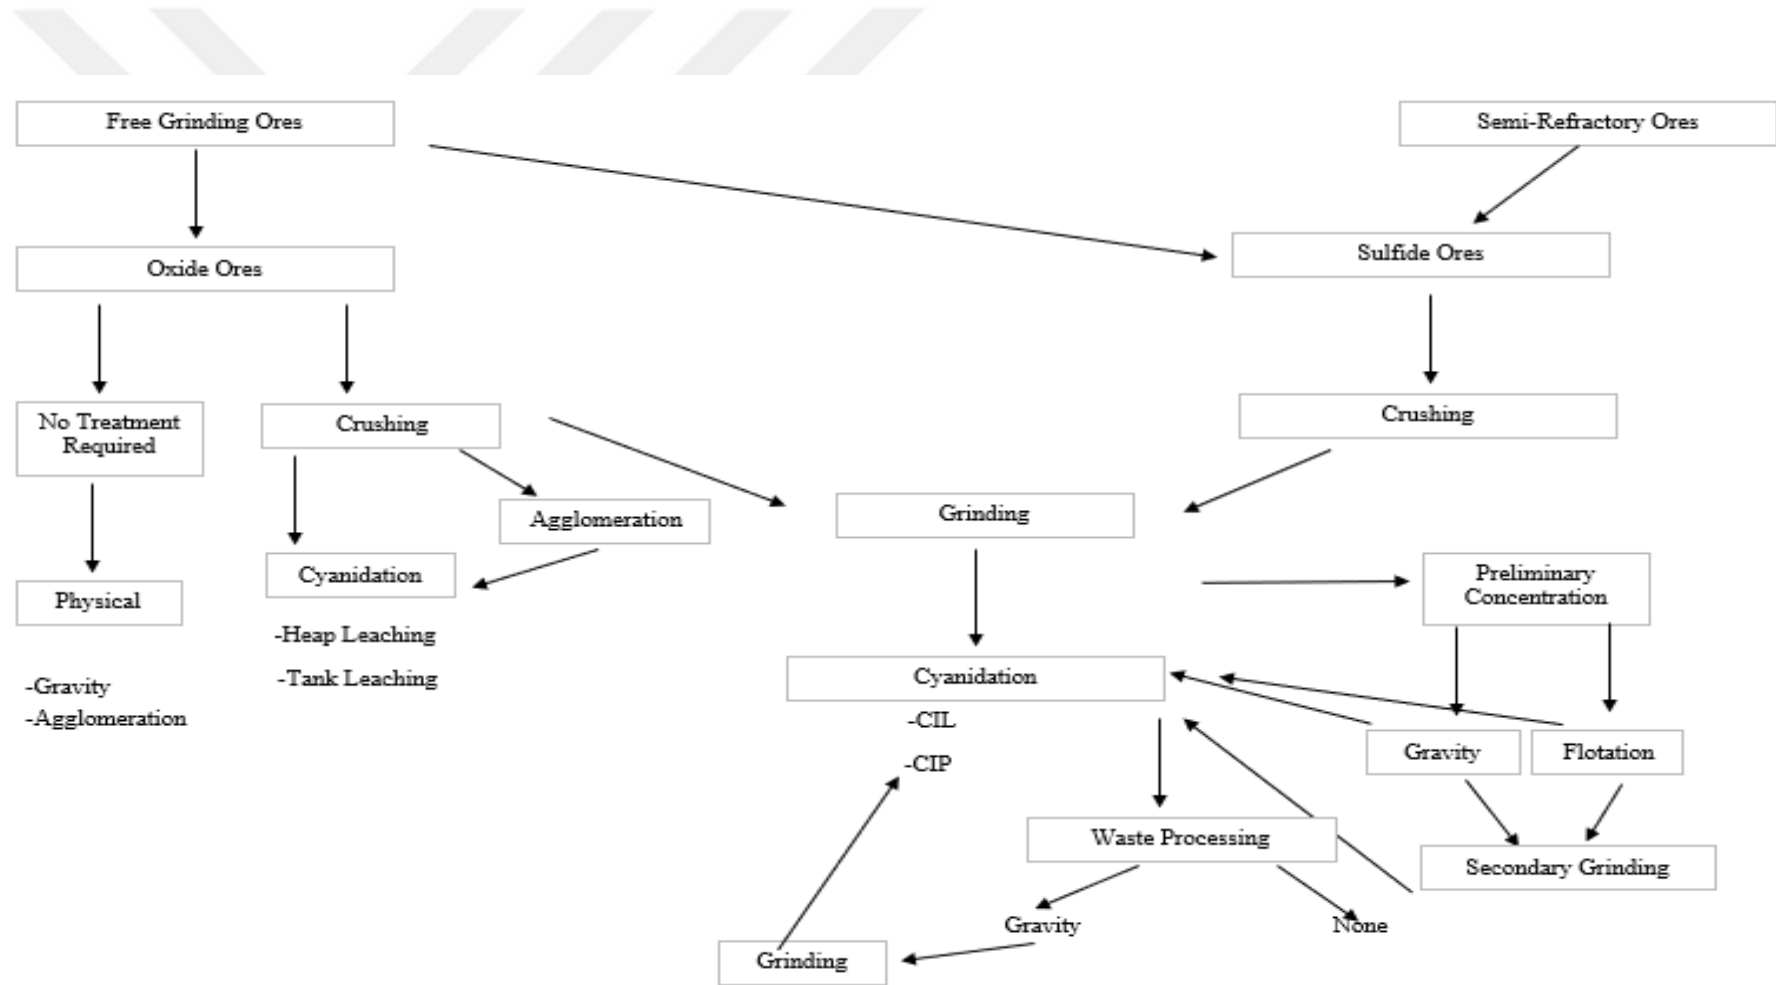 Free Grinding Ores
Semi-Refractory Ores
Oxide Ores
Sulfide Ores
No Treatment
Required
Crushing
Crushing
Agglomeration
Grinding
Cyanidation
Preliminary
Concentration
Physical
-Heap Leaching
-Tank Leaching
-Gravity
-Agglomeration
Cyanidation
-CIL
-CIP
Gravity
Flotation
Waste Processing
Secondary Grinding
Gravity
None
Grinding